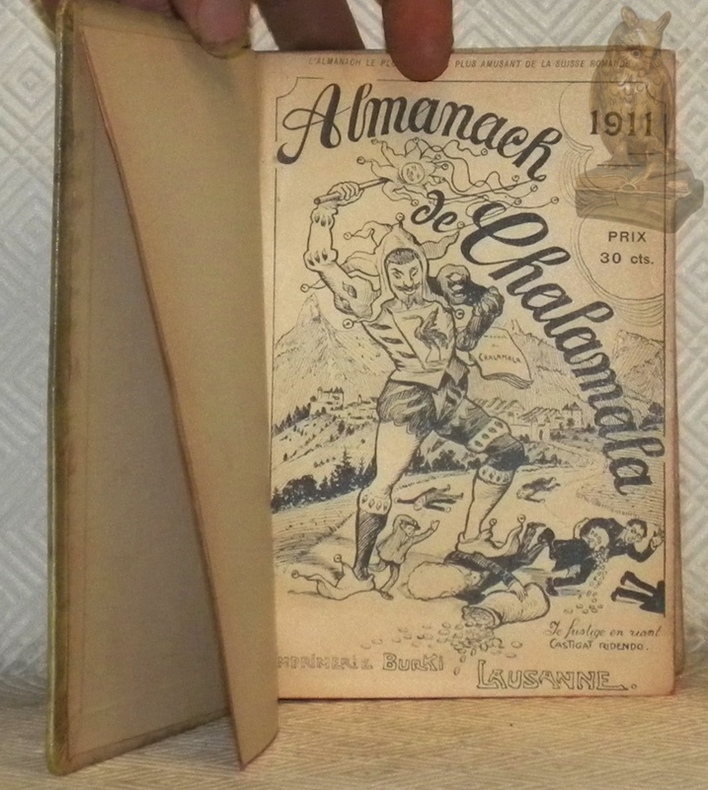 L'ALMANACH LE PLUS PLUS AMUSANT DE LA SUISSE ROMANDE
Almanach
1911
de Chalamala
PRIX
30 cts.
CHALAMALA
Je fustige en riant
CASTIGAT RIDENDO.
IMPRIMERIE BURKI LAUSANNE.